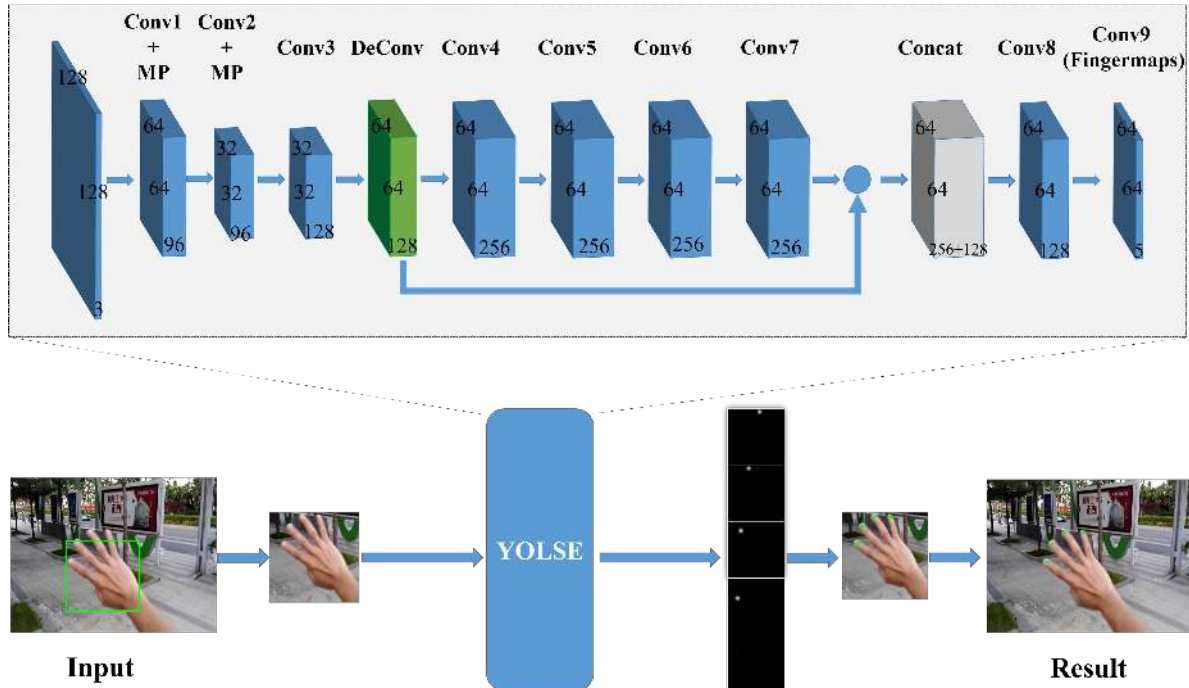 Conv1
+
MP
Conv2
+
MP
Conv3
DeConv
Conv4
Conv5
Conv6
Conv7
Concat
Conv8
Conv9
(Fingermaps)
128
128
3
64
64
96
32
32
96
32
32
128
64
64
128
64
64
256
64
64
256
64
64
256
64
64
256
64
64
256+128
64
64
128
64
64
5
YOLSE
Input
Result